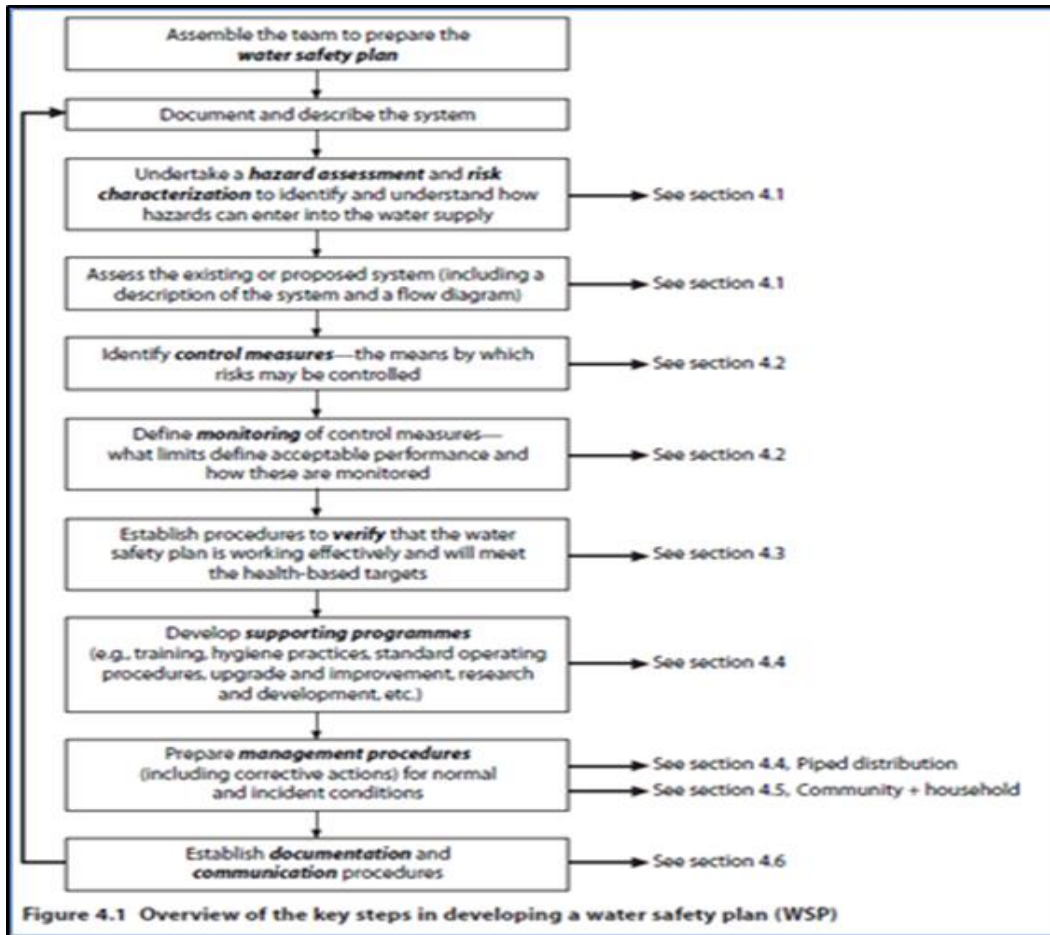 Assemble the team to prepare the
water safety plan
Document and describe the system
Undertake a hazard assessment and risk
characterization to identify and understand how
hazards can enter into the water supply
See section 4.1
Assess the existing or proposed system (including a
description of the system and a flow diagram)
See section 4.1
Identify control measures—the means by which
risks may be controlled
See section 4.2
Define monitoring of control measures—
what limits define acceptable performance and
how these are monitored
See section 4.2
Establish procedures to verify that the water
safety plan is working effectively and will meet
the health-based targets
See section 4.3
Develop supporting programmes
(e.g., training, hygiene practices, standard operating
procedures, upgrade and improvement, research
and development, etc.)
See section 4.4
Prepare management procedures
(including corrective actions) for normal
and incident conditions
See section 4.4, Piped distribution
See section 4.5, Community + household
Establish documentation and
communication procedures
See section 4.6
Figure 4.1 Overview of the key steps in developing a water safety plan (WSP)